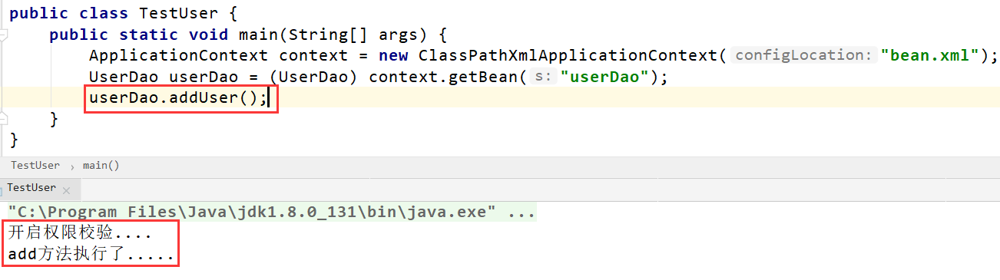 public class TestUser {
public static void main(String[] args) {
ApplicationContext context = new ClassPathXmlApplicationContext( configLocation: "bean.xml");
UserDao userDao = (UserDao) context.getBean( s: "userDao");
userDao.addUser();
}
}
TestUser › main()
TestUser ×
"C:\Program Files\Java\jdk1.8.0_131\bin\java.exe" ...
开启权限校验....
add方法执行了.....